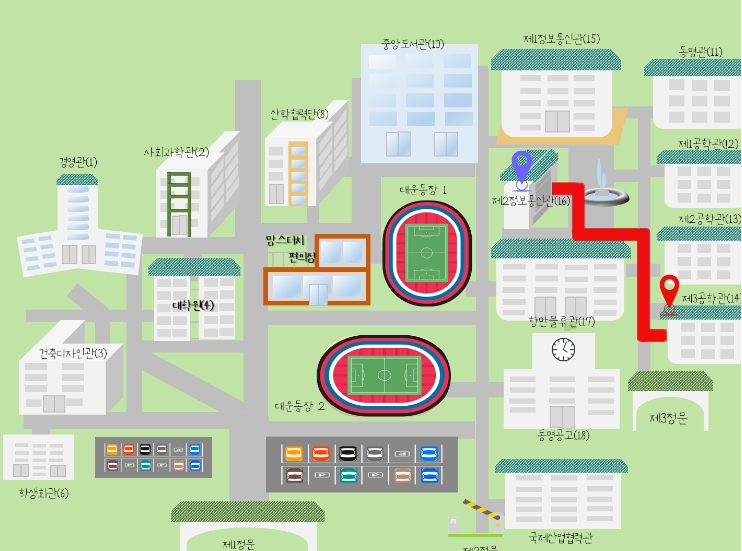 중앙도서관(10)
제1정보통신관(15)
동명관(11)
산학협력단(8)
제1공학관(12)
사회과학관(2)
경영관(1)
대운동장 1
제2정보통신관(16)
제2공학관(13)
맘스터치
편의점
대학원(4)
제3공학관(14)
항만물류관(17)
건축디자인관(3)
대운동장 2
제3정문
동명공고(18)
학생회관(6)
국제산업협력관
제1정문